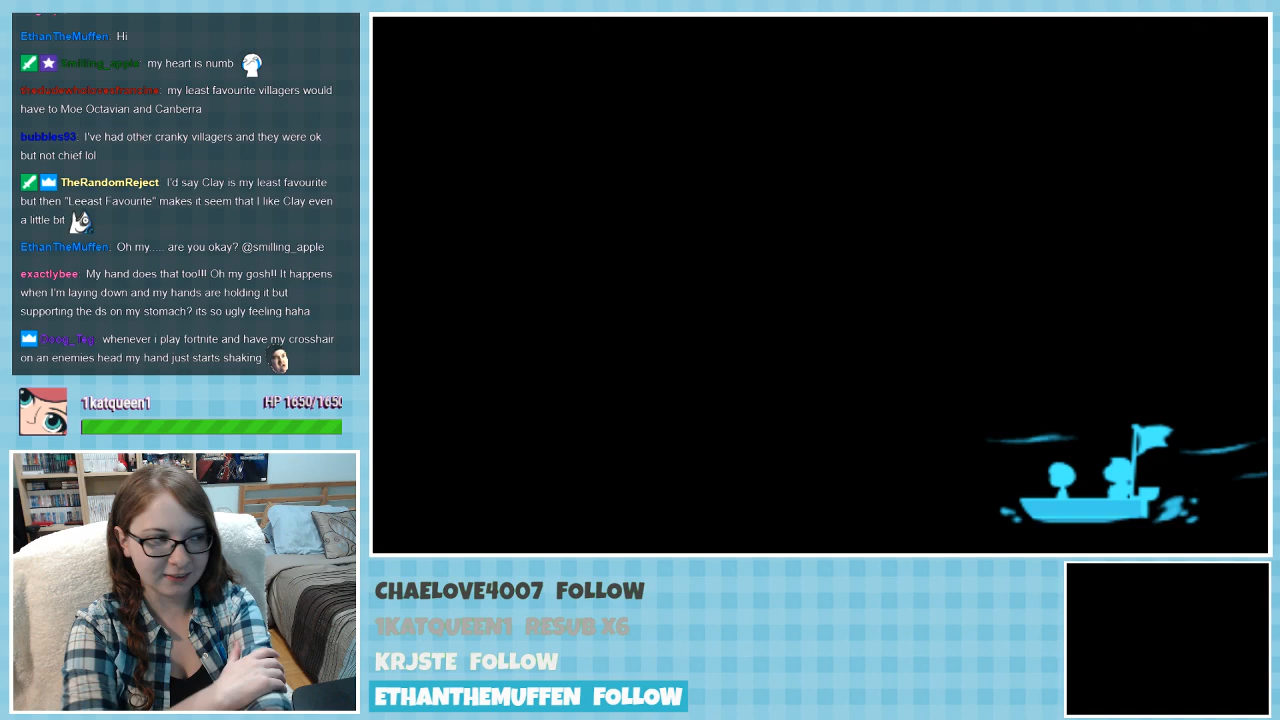 EthanTheMuffen: Hi
Smilling_apple: my heart is numb
my least favourite villagers would
have to Moe Octavian and Canberra
bubbles93: I've had other cranky villagers and they were ok
but not chief lol
TheRandomReject: I'd say Clay is my least favourite
but then "Leeast Favourite" makes it seem that I like Clay even
a little bit
EthanTheMuffen: Oh my..... are you okay? @smilling_apple
exactlybee: My hand does that too!!! Oh my gosh!! It happens
when I'm laying down and my hands are holding it but
supporting the ds on my stomach? its so ugly feeling haha
whenever i play fortnite and have my crosshair
on an enemies head my hand just starts shaking
1katqueen1 HP 1650/1650
CHAELOVE4007 FOLLOW
1KATQUEEN1 RESUB X6
KRJSTE FOLLOW
ETHANTHEMUFFEN FOLLOW